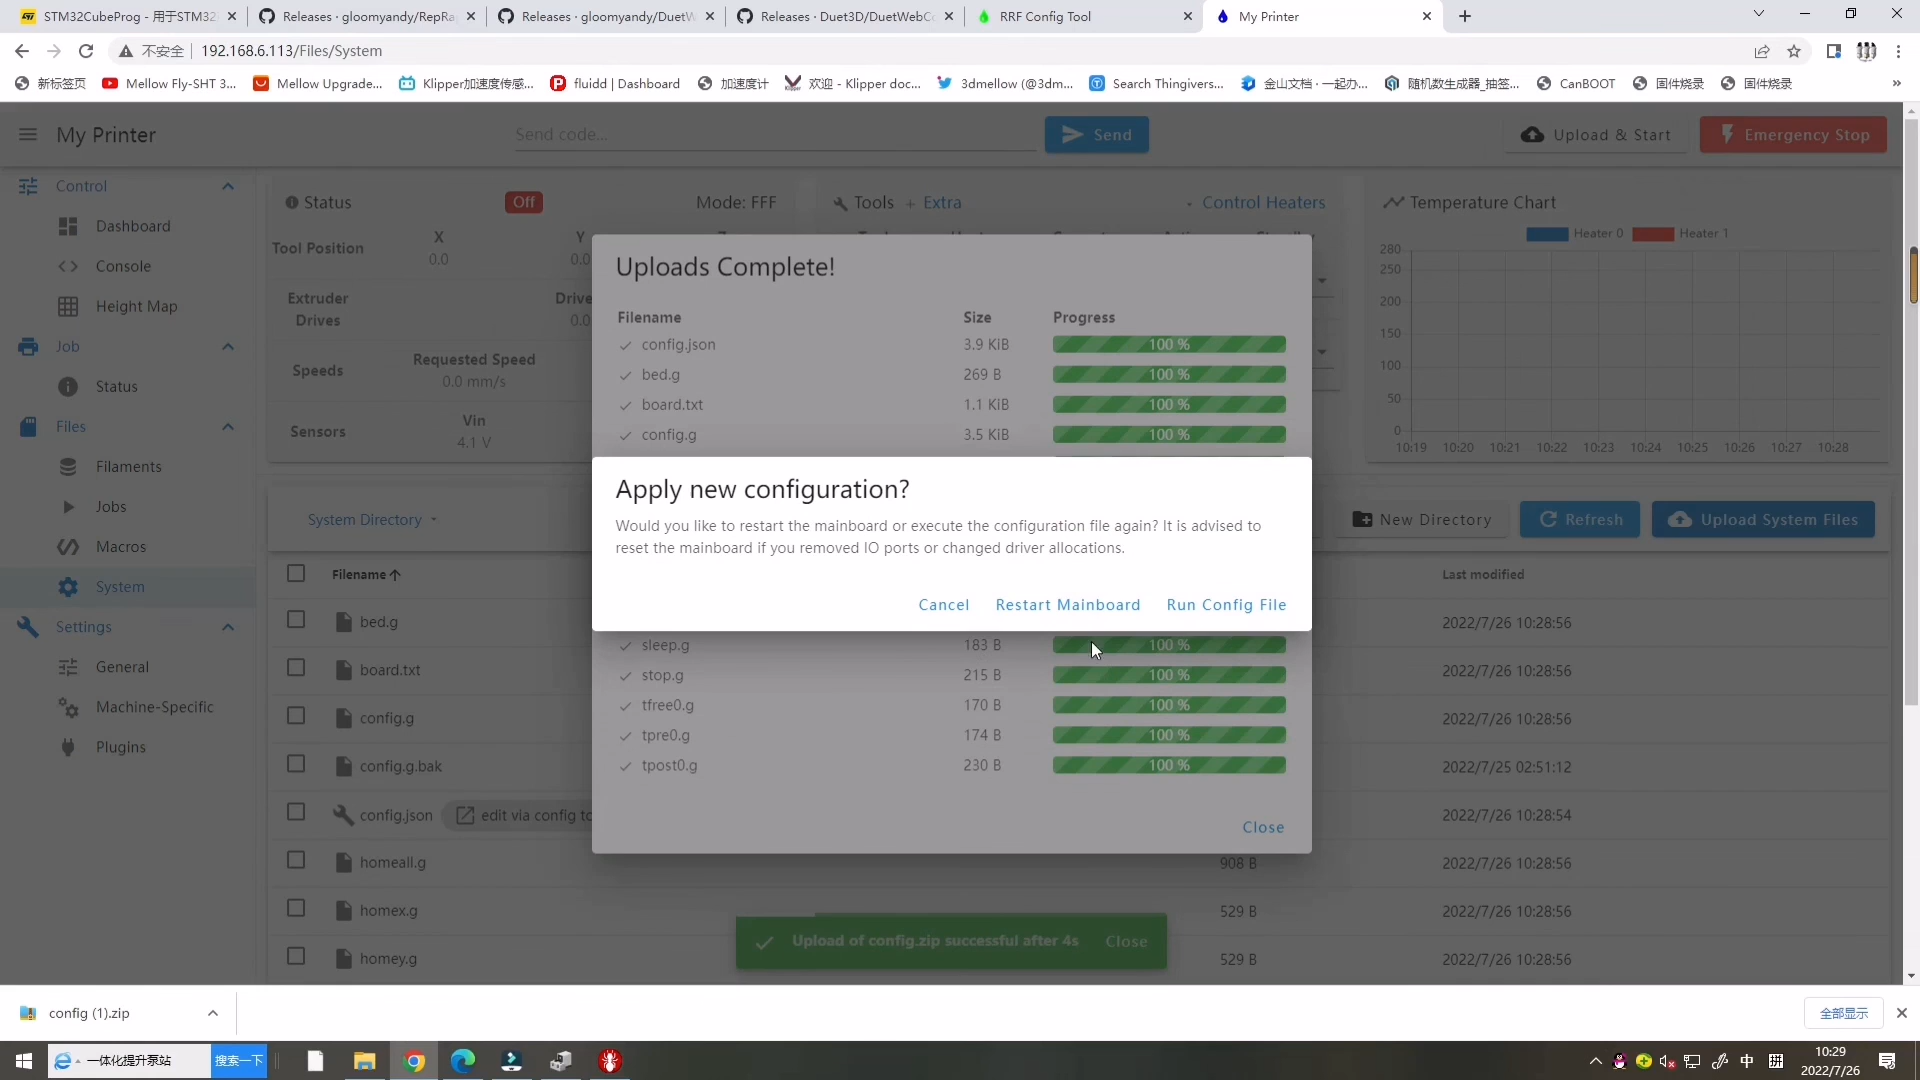 STM32CubeProg - 用于STM32
Releases · gloomyandy/RepRa
Releases · gloomyandy/DuetW
Releases · Duet3D/DuetWebCo
RRF Config Tool
My Printer
不安全
192.168.6.113/Files/System
新标签页
Mellow Fly-SHT 3...
Mellow Upgrade...
Klipper加速度传感...
fluidd | Dashboard
加速度计
欢迎 - Klipper doc...
3dmellow (@3dm...
Search Thingivers...
金山文档 · 一起办...
随机数生成器_抽签...
CanBOOT
固件烧录
固件烧录
My Printer
Send code...
Send
Upload & Start
Emergency Stop
Control
Dashboard
Console
Height Map
Job
Status
Files
Filaments
Jobs
Macros
System
Settings
General
Machine-Specific
Plugins
Status
Off
Mode: FFF
Tool Position
X
0.0
Y
0.0
Extruder
Drives
Drive
0.0
Speeds
Requested Speed
0.0 mm/s
Sensors
Vin
4.1 V
Tools
+ Extra
Control Heaters
Temperature Chart
Heater 0
Heater 1
280
250
200
150
100
50
0
10:19 10:20 10:21 10:22 10:23 10:24 10:25 10:26 10:27 10:28
Uploads Complete!
Filename Size Progress
config.json 3.9 KiB 100 %
bed.g 269 B 100 %
board.txt 1.1 KiB 100 %
config.g 3.5 KiB 100 %
Apply new configuration?
Would you like to restart the mainboard or execute the configuration file again? It is advised to
reset the mainboard if you removed IO ports or changed driver allocations.
Cancel
Restart Mainboard
Run Config File
sleep.g 183 B 100 %
stop.g 215 B 100 %
tfree0.g 170 B 100 %
tpre0.g 174 B 100 %
tpost0.g 230 B 100 %
Close
System Directory
New Directory
Refresh
Upload System Files
Filename
Last modified
bed.g 2022/7/26 10:28:56
board.txt 2022/7/26 10:28:56
config.g 2022/7/26 10:28:56
config.g.bak 2022/7/25 02:51:12
config.json edit via config to 2022/7/26 10:28:54
homeall.g 908 B 2022/7/26 10:28:56
homex.g 529 B 2022/7/26 10:28:56
homey.g 529 B 2022/7/26 10:28:56
Upload of config.zip successful after 4s
Close
config (1).zip
全部显示
一体化提升泵站
搜索一下
中
拼
10:29
2022/7/26